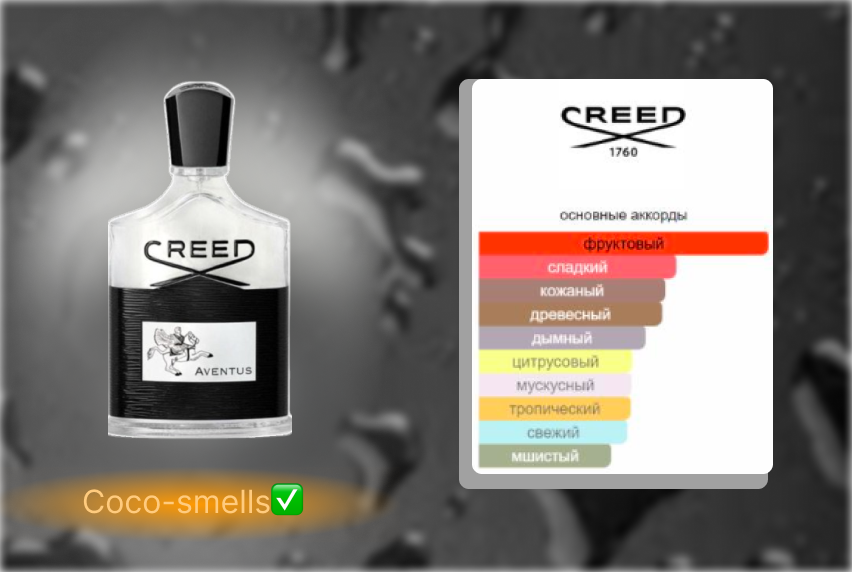 CREED
AVENTUS
Coco-smells✅
CREED
1760
основные аккорды
фруктовый
сладкий
кожаный
древесный
дымный
цитрусовый
мускусный
тропический
свежий
мшистый